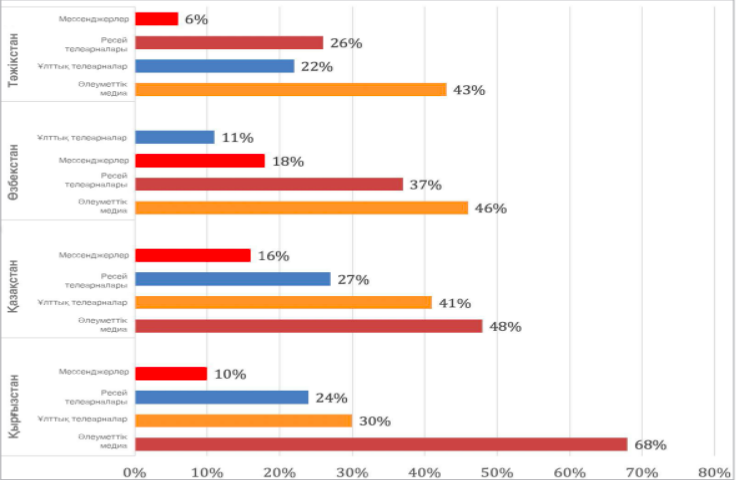 Тәжікстан
Мессенджерлер
6%
Ресей
телеарналары
26%
Ұлттық телеарналар
22%
Әлеуметтік
медиа
43%
Өзбекстан
Ұлттық телеарналар
11%
Мессенджерлер
18%
Ресей
телеарналары
37%
Әлеуметтік
медиа
46%
Қазақстан
Мессенджерлер
16%
Ресей
телеарналары
27%
Ұлттық телеарналар
41%
Әлеуметтік
медиа
48%
Қырғызстан
Мессенджерлер
10%
Ресей
телеарналары
24%
Ұлттық телеарналар
30%
Әлеуметтік
медиа
68%
0% 10% 20% 30% 40% 50% 60% 70% 80%